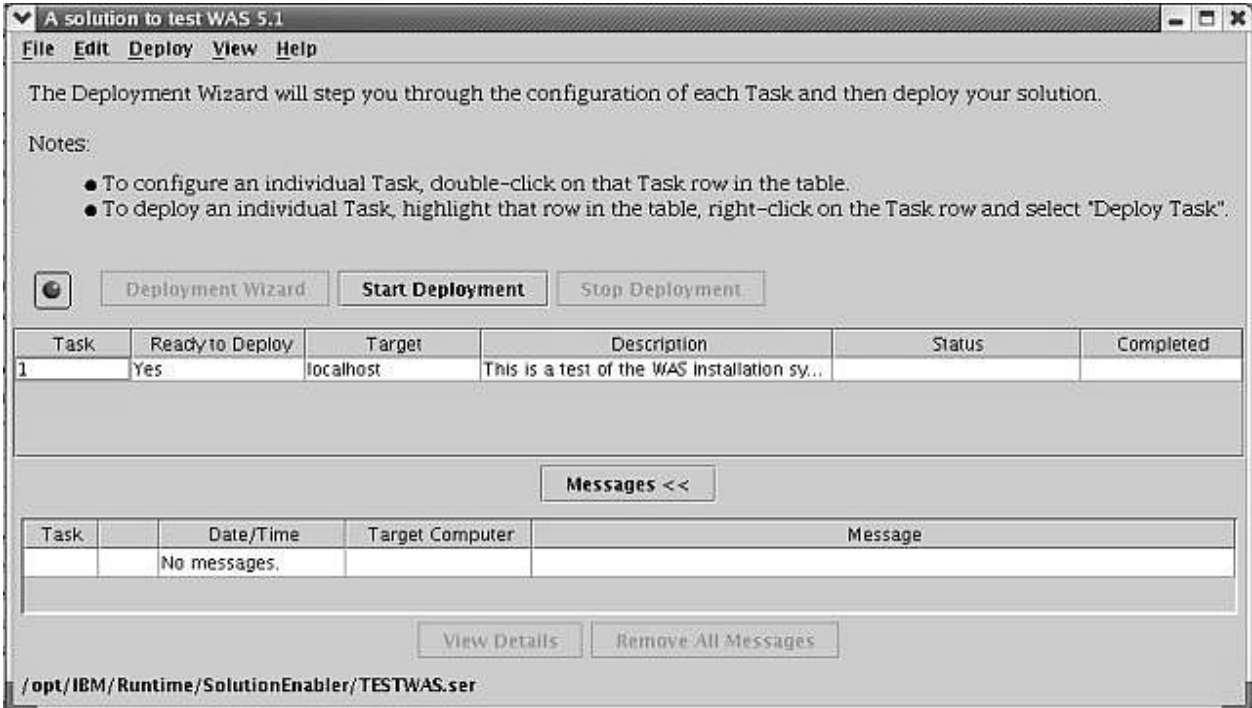 A solution to test WAS 5.1
File Edit Deploy View Help
The Deployment Wizard will step you through the configuration of each Task and then deploy your solution.
Notes:
● To configure an individual Task, double-click on that Task row in the table.
● To deploy an individual Task, highlight that row in the table, right-click on the Task row and select "Deploy Task".
Deployment Wizard Start Deployment Stop Deployment
Task Ready to Deploy Target Description Status Completed
1 Yes localhost This is a test of the WAS installation sy...
Messages <<
Task Date/Time Target Computer Message
No messages.
View Details Remove All Messages
/opt/IBM/Runtime/SolutionEnabler/TESTWAS.ser